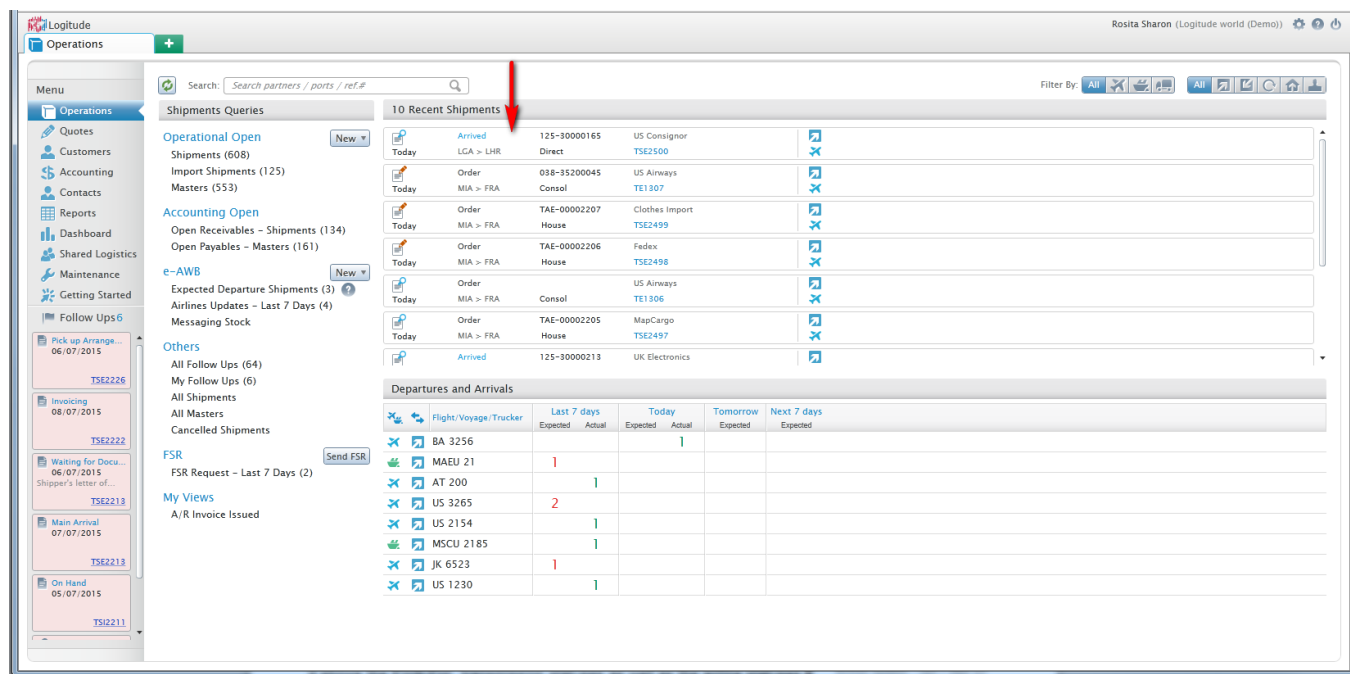 Logitude
Rosita Sharon (Logitude world (Demo))
Operations
+
Menu
Operations
Quotes
Customers
Accounting
Contacts
Reports
Dashboard
Shared Logistics
Maintenance
Getting Started
Follow Ups 6
Pick up Arrange...
06/07/2015
TSE2226
Invoicing
08/07/2015
TSE2222
Waiting for Docu...
06/07/2015
Shipper's letter of...
TSE2213
Main Arrival
07/07/2015
TSE2213
On Hand
05/07/2015
TSI2211
Search: Search partners / ports / ref.#
Filter By: All All
Shipments Queries
Operational Open New
Shipments (608)
Import Shipments (125)
Masters (553)
Accounting Open
Open Receivables - Shipments (134)
Open Payables - Masters (161)
e-AWB New
Expected Departure Shipments (3) ?
Airlines Updates - Last 7 Days (4)
Messaging Stock
Others
All Follow Ups (64)
My Follow Ups (6)
All Shipments
All Masters
Cancelled Shipments
FSR Send FSR
FSR Request - Last 7 Days (2)
My Views
A/R Invoice Issued
10 Recent Shipments
Arrived 125-30000165 US Consignor
Today LGA > LHR Direct TSE2500
Order 038-35200045 US Airways
Today MIA > FRA Consol TE1307
Order TAE-00002207 Clothes Import
Today MIA > FRA House TSE2499
Order TAE-00002206 Fedex
Today MIA > FRA House TSE2498
Order US Airways
Today MIA > FRA Consol TE1306
Order TAE-00002205 MapCargo
Today MIA > FRA House TSE2497
Arrived 125-30000213 UK Electronics
Departures and Arrivals
Flight/Voyage/Trucker Last 7 days Today Tomorrow Next 7 days
Expected Actual Expected Actual Expected Expected
BA 3256 1
MAEU 21 1
AT 200 1
US 3265 2
US 2154 1
MSCU 2185 1
JK 6523 1
US 1230 1